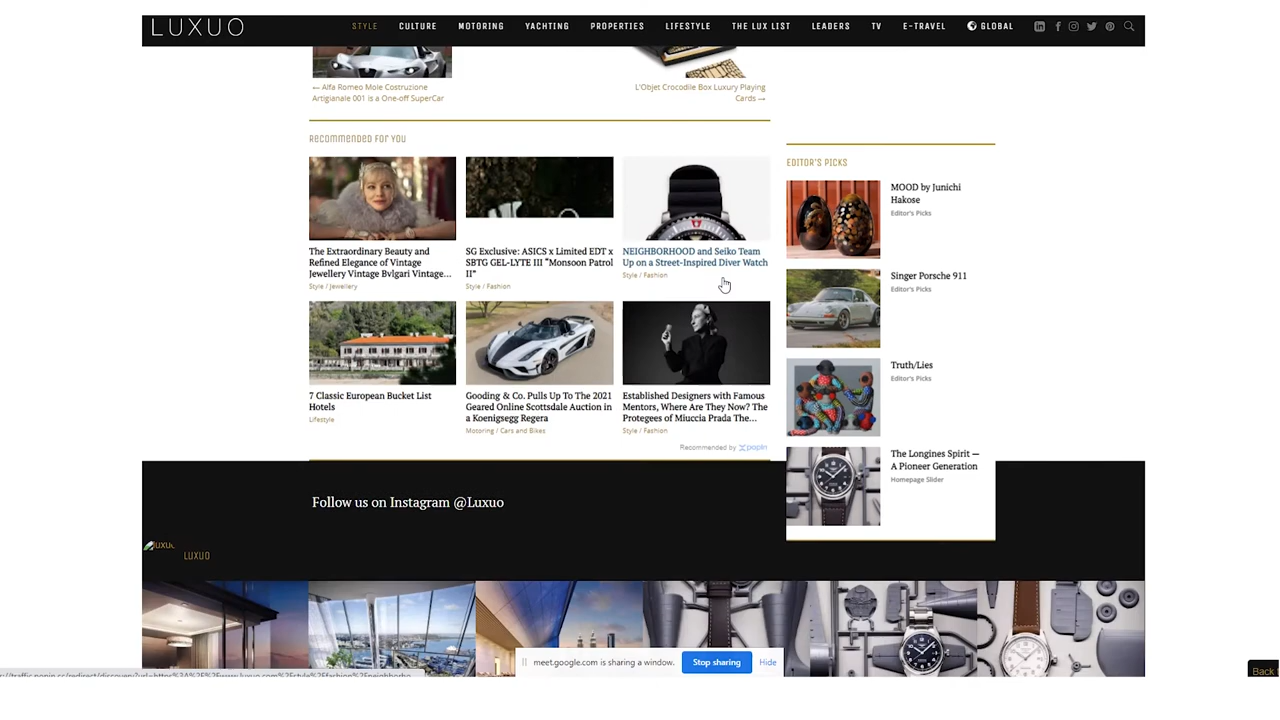 LUXUO
STYLE CULTURE MOTORING YACHTING PROPERTIES LIFESTYLE THE LUX LIST LEADERS TV E-TRAVEL GLOBAL
← Alfa Romeo Mole Costruzione
Artigianale 001 is a One-off SuperCar
L'Objet Crocodile Box Luxury Playing
Cards →
Recommended for you
The Extraordinary Beauty and
Refined Elegance of Vintage
Jewellery Vintage Bvlgari Vintage...
Style / Jewellery
SG Exclusive: ASICS x Limited EDT x
SBTG GEL-LYTE III "Monsoon Patrol
II"
Style / Fashion
NEIGHBORHOOD and Seiko Team
Up on a Street-Inspired Diver Watch
Style / Fashion
7 Classic European Bucket List
Hotels
Lifestyle
Gooding & Co. Pulls Up To The 2021
Geared Online Scottsdale Auction in
a Koenigsegg Regera
Motoring / Cars and Bikes
Established Designers with Famous
Mentors, Where Are They Now? The
Protegees of Miuccia Prada The...
Style / Fashion
Recommended by popIn
EDITOR'S PICKS
MOOD by Junichi
Hakose
Editor's Picks
Singer Porsche 911
Editor's Picks
Truth/Lies
Editor's Picks
The Longines Spirit —
A Pioneer Generation
Homepage Slider
Follow us on Instagram @Luxuo
luxuo
LUXUO
meet.google.com is sharing a window. Stop sharing Hide
Back